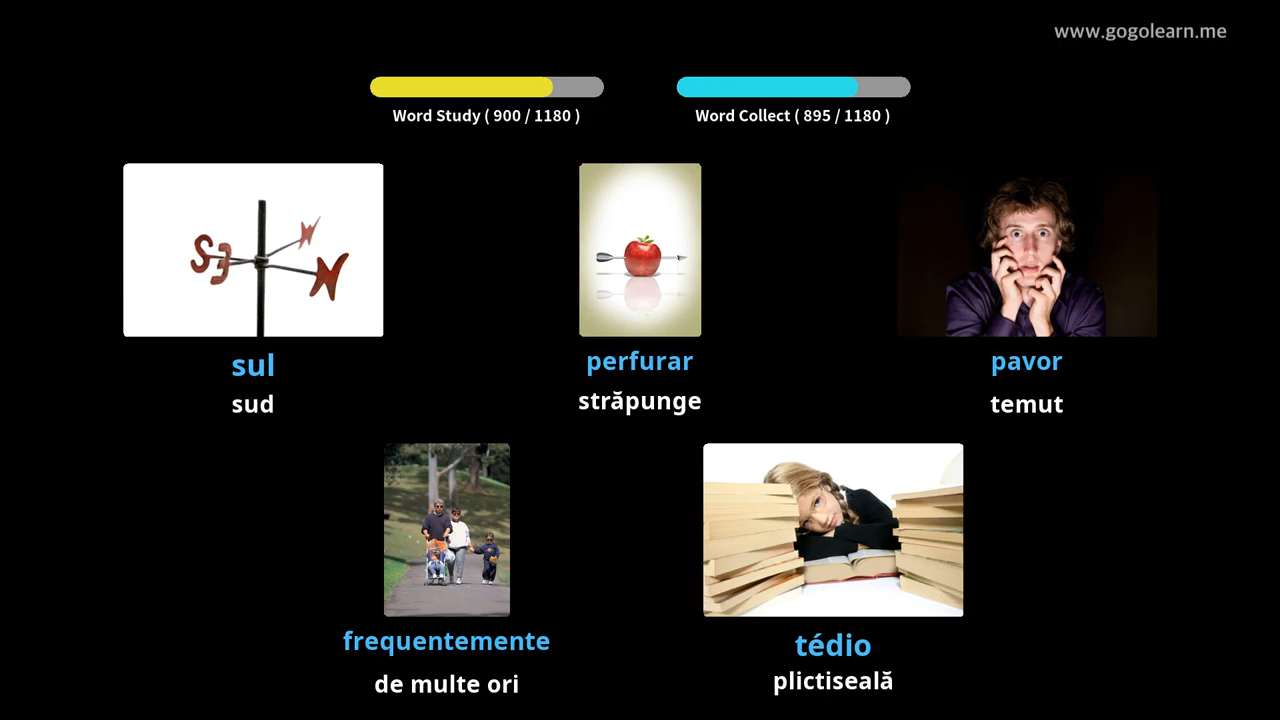 www.gogolearn.me
Word Study ( 900 / 1180 )
Word Collect ( 895 / 1180 )
S E N W
sul
sud
perfurar
străpunge
pavor
temut
frequentemente
de multe ori
tédio
plictiseală